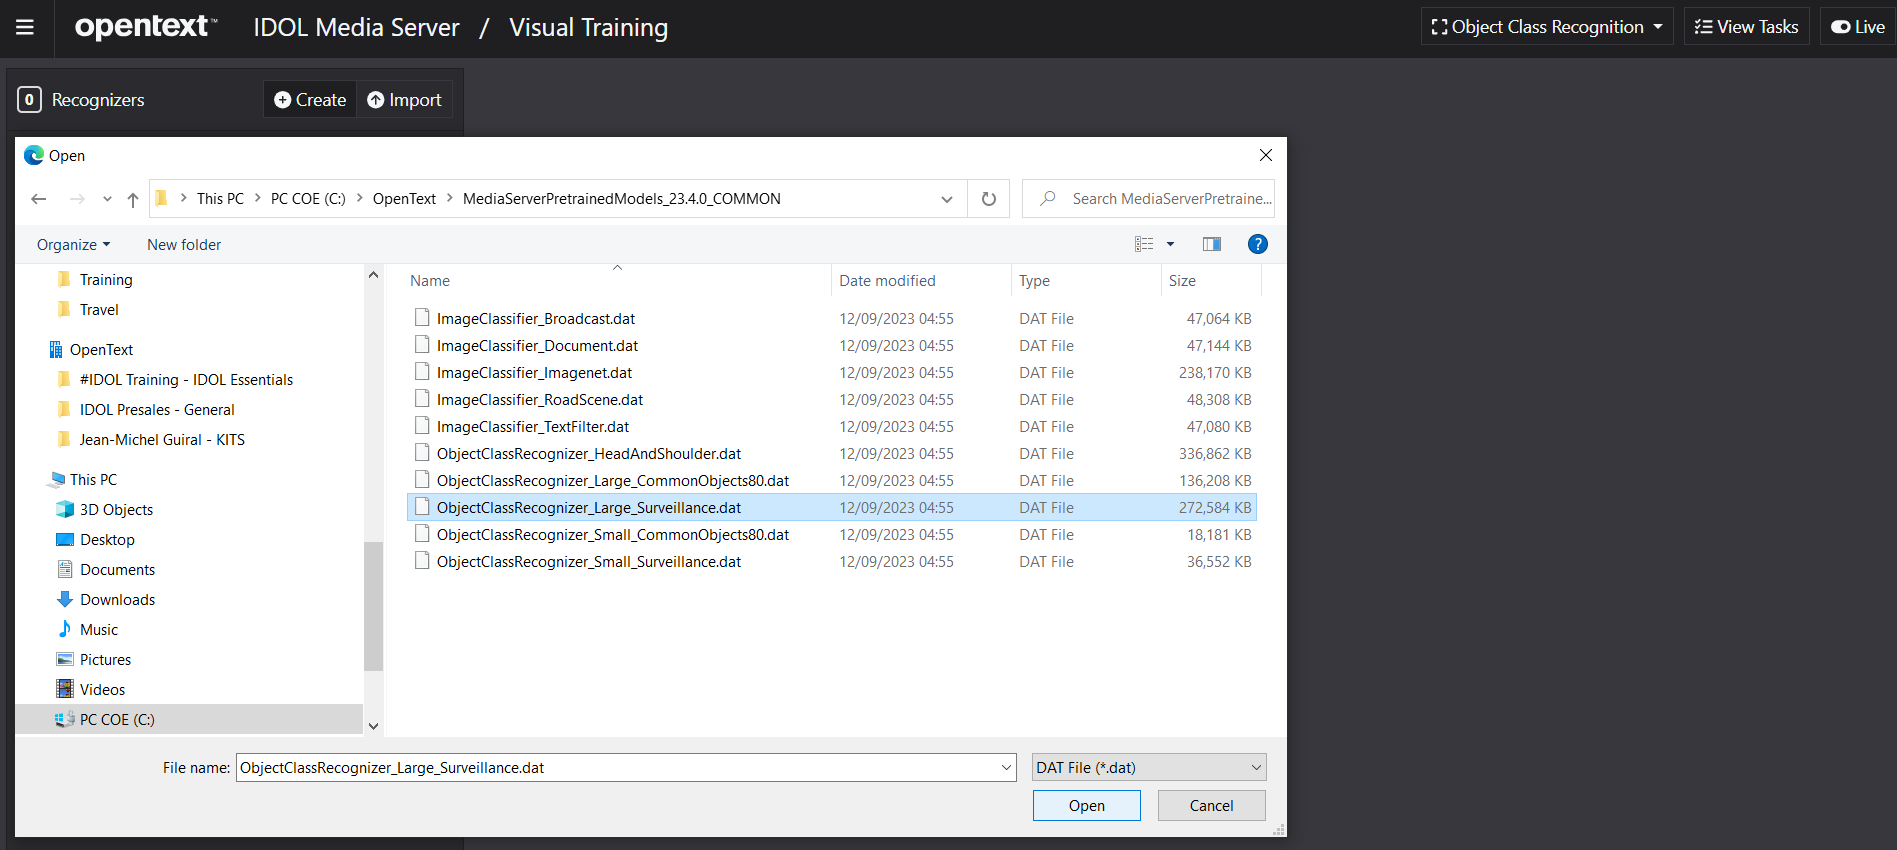 opentext™ IDOL Media Server / Visual Training Object Class Recognition View Tasks Live
0 Recognizers Create Import
Open
This PC > PC COE (C:) > OpenText > MediaServerPretrainedModels_23.4.0_COMMON Search MediaServerPretraine...
Organize New folder ?
Training
Travel
OpenText
#IDOL Training - IDOL Essentials
IDOL Presales - General
Jean-Michel Guiral - KITS
This PC
3D Objects
Desktop
Documents
Downloads
Music
Pictures
Videos
PC COE (C:)
Name Date modified Type Size
ImageClassifier_Broadcast.dat 12/09/2023 04:55 DAT File 47,064 KB
ImageClassifier_Document.dat 12/09/2023 04:55 DAT File 47,144 KB
ImageClassifier_Imagenet.dat 12/09/2023 04:55 DAT File 238,170 KB
ImageClassifier_RoadScene.dat 12/09/2023 04:55 DAT File 48,308 KB
ImageClassifier_TextFilter.dat 12/09/2023 04:55 DAT File 47,080 KB
ObjectClassRecognizer_HeadAndShoulder.dat 12/09/2023 04:55 DAT File 336,862 KB
ObjectClassRecognizer_Large_CommonObjects80.dat 12/09/2023 04:55 DAT File 136,208 KB
ObjectClassRecognizer_Large_Surveillance.dat 12/09/2023 04:55 DAT File 272,584 KB
ObjectClassRecognizer_Small_CommonObjects80.dat 12/09/2023 04:55 DAT File 18,181 KB
ObjectClassRecognizer_Small_Surveillance.dat 12/09/2023 04:55 DAT File 36,552 KB
File name: ObjectClassRecognizer_Large_Surveillance.dat DAT File (*.dat)
Open Cancel